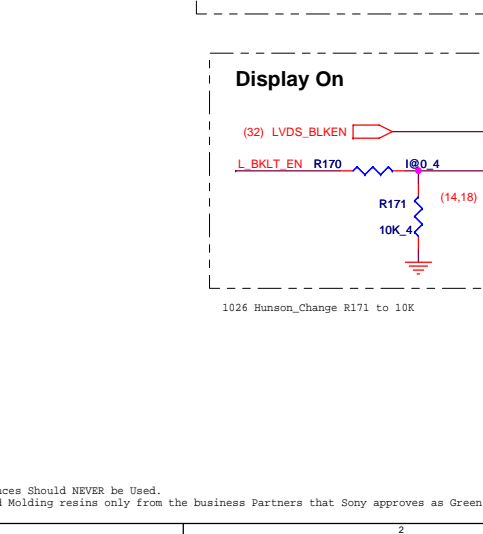 Display On
(32) LVDS_BLKEN
L_BKLT_EN R170 I@0_4
R171 (14,18)
10K_4
1026 Hunson_Change R171 to 10K
nces Should NEVER be Used.
d Molding resins only from the business Partners that Sony approves as Green
2